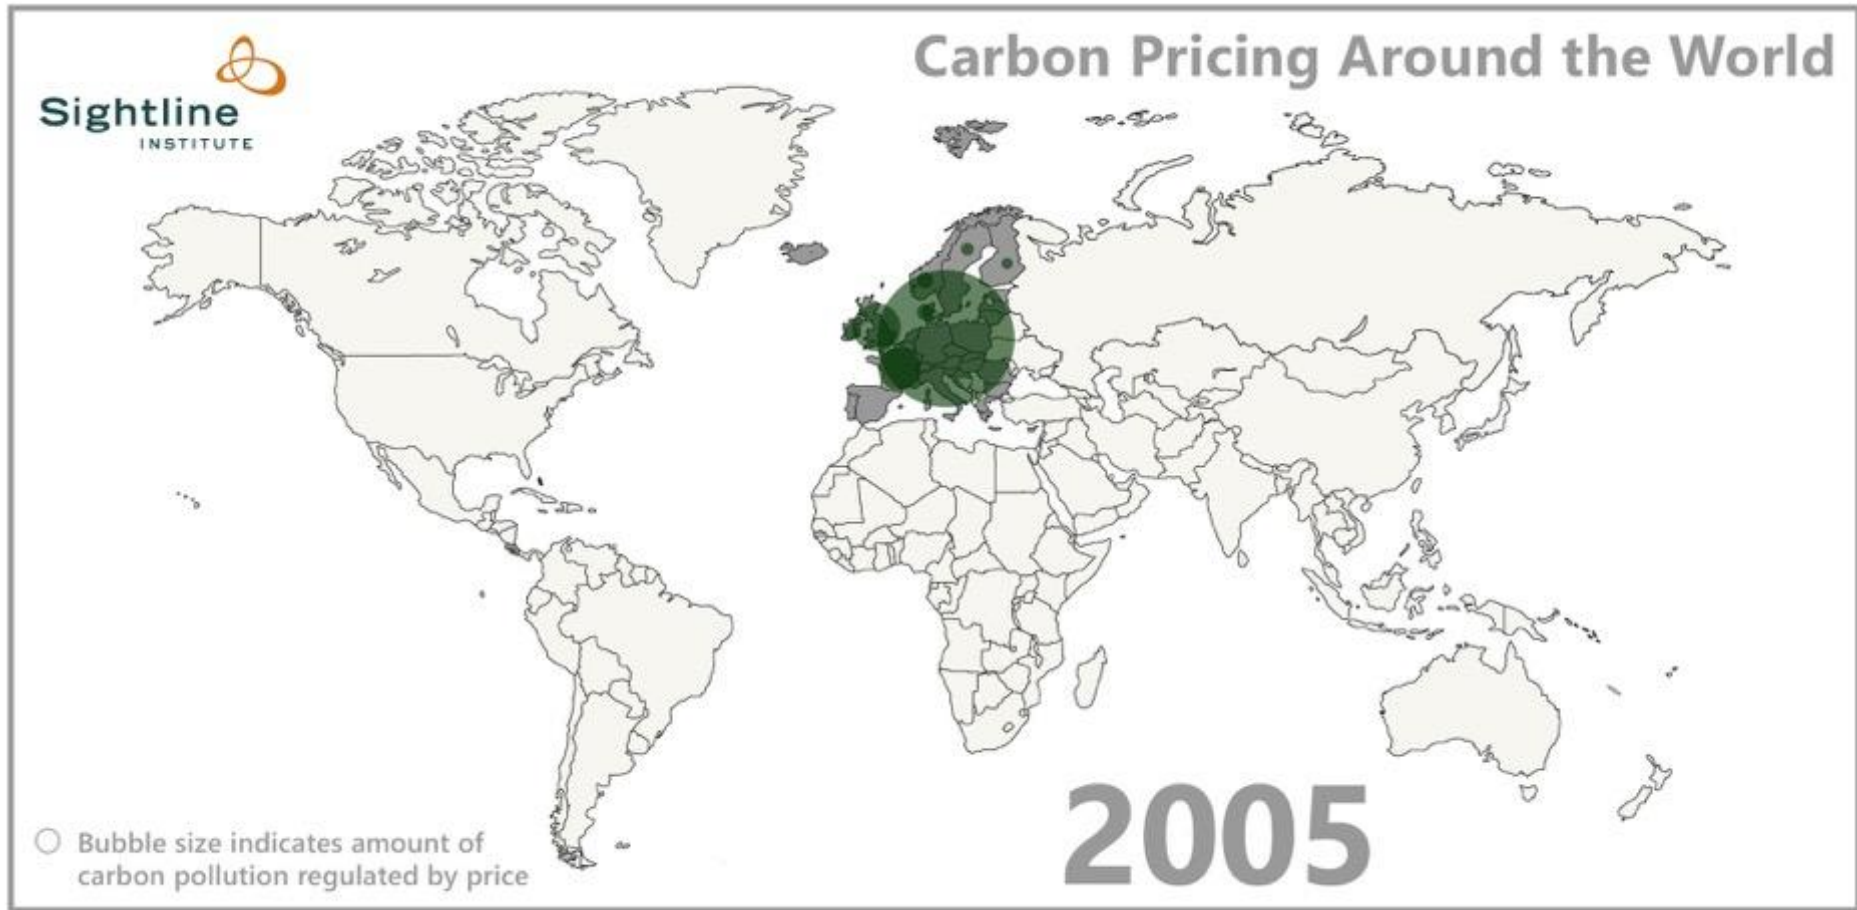 Carbon Pricing Around the World
Sightline
INSTITUTE
2005
Bubble size indicates amount of
carbon pollution regulated by price